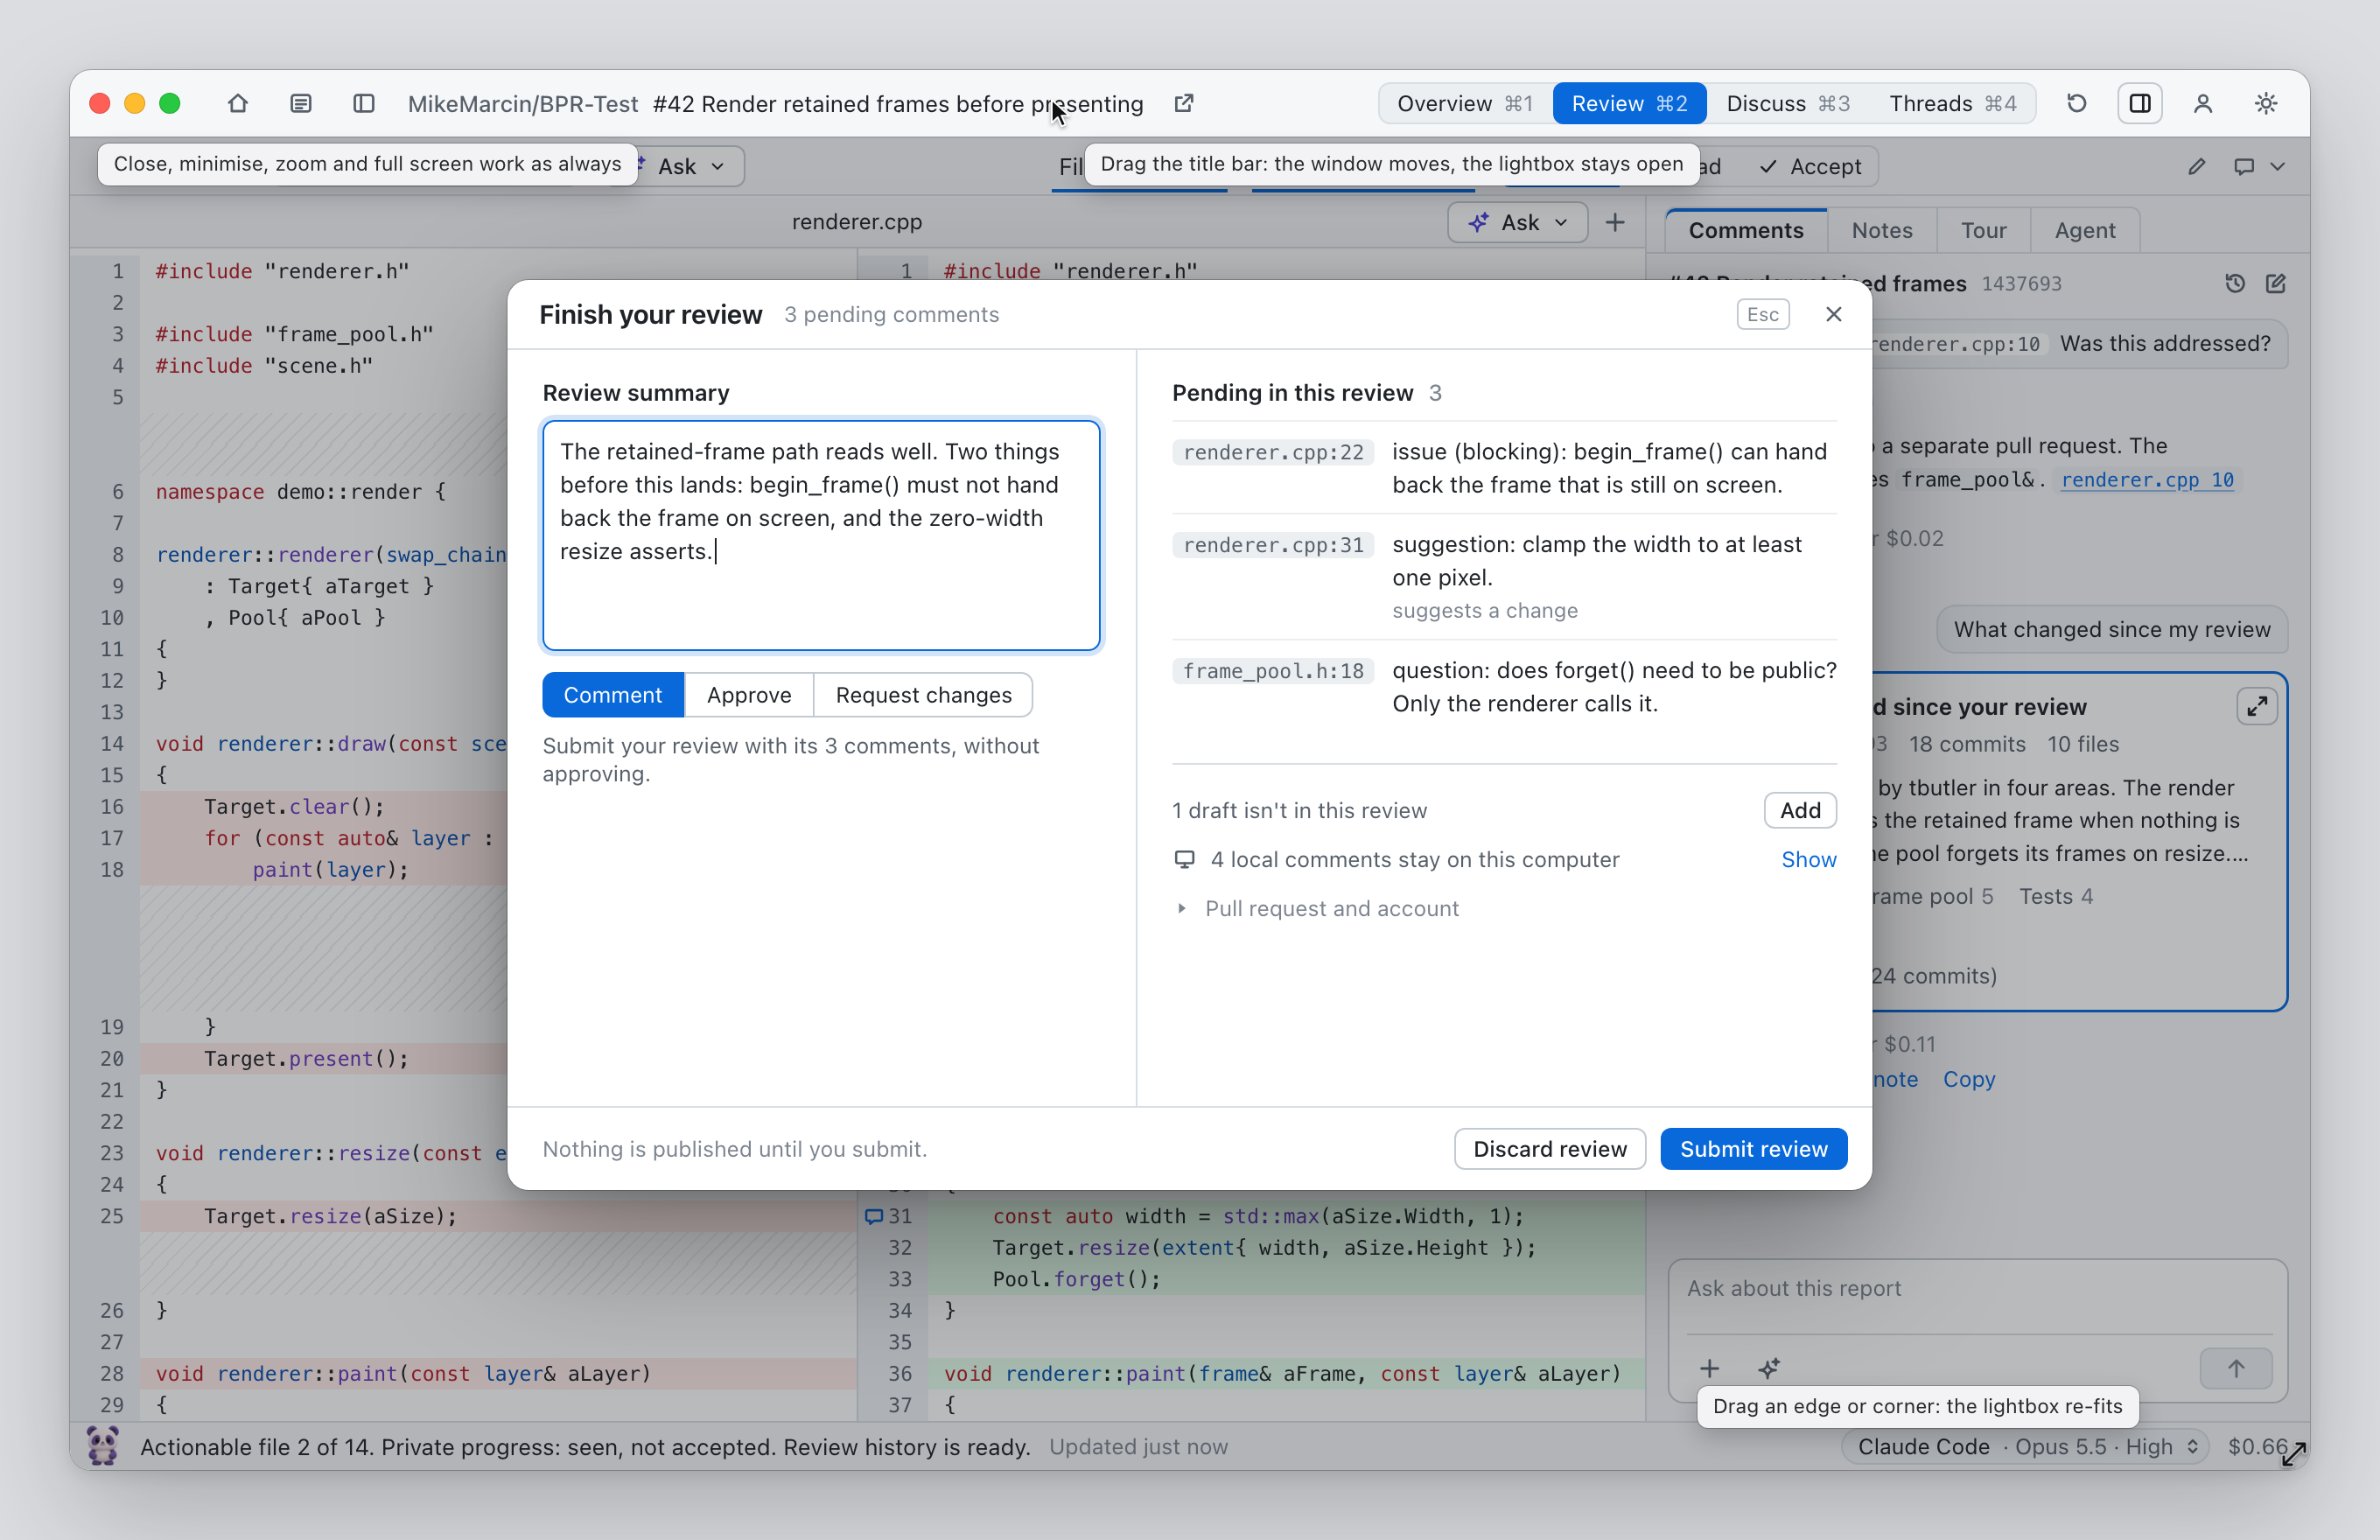 MikeMarcin/BPR-Test #42 Render retained frames before presenting
Overview ⌘1 Review ⌘2 Discuss ⌘3 Threads ⌘4
Close, minimise, zoom and full screen work as always
Ask
Drag the title bar: the window moves, the lightbox stays open
Accept
renderer.cpp
Ask
Comments Notes Tour Agent
1 #include "renderer.h"
2
3 #include "frame_pool.h"
4 #include "scene.h"
5
6 namespace demo::render {
7
8 renderer::renderer(swap_chain
9 : Target{ aTarget }
10 , Pool{ aPool }
11 {
12 }
13
14 void renderer::draw(const sce
15 {
16 Target.clear();
17 for (const auto& layer :
18 paint(layer);
19 }
20 Target.present();
21 }
22
23 void renderer::resize(const e
24 {
25 Target.resize(aSize);
26 }
27
28 void renderer::paint(const layer& aLayer)
29 {
1 #include "renderer.h"
31 const auto width = std::max(aSize.Width, 1);
32 Target.resize(extent{ width, aSize.Height });
33 Pool.forget();
34 }
35
36 void renderer::paint(frame& aFrame, const layer& aLayer)
37 {
Finish your review 3 pending comments
Esc
Review summary
The retained-frame path reads well. Two things
before this lands: begin_frame() must not hand
back the frame on screen, and the zero-width
resize asserts.
Comment Approve Request changes
Submit your review with its 3 comments, without
approving.
Pending in this review 3
renderer.cpp:22 issue (blocking): begin_frame() can hand
back the frame that is still on screen.
renderer.cpp:31 suggestion: clamp the width to at least
one pixel.
suggests a change
frame_pool.h:18 question: does forget() need to be public?
Only the renderer calls it.
1 draft isn't in this review Add
4 local comments stay on this computer Show
Pull request and account
Nothing is published until you submit.
Discard review Submit review
frames 1437693
renderer.cpp:10 Was this addressed?
a separate pull request. The
frame_pool&. renderer.cpp 10
$0.02
What changed since my review
since your review
18 commits 10 files
by tbutler in four areas. The render
the retained frame when nothing is
pool forgets its frames on resize....
pool 5 Tests 4
24 commits)
$0.11
note Copy
Ask about this report
Drag an edge or corner: the lightbox re-fits
Actionable file 2 of 14. Private progress: seen, not accepted. Review history is ready. Updated just now
Claude Code · Opus 5.5 · High $0.66